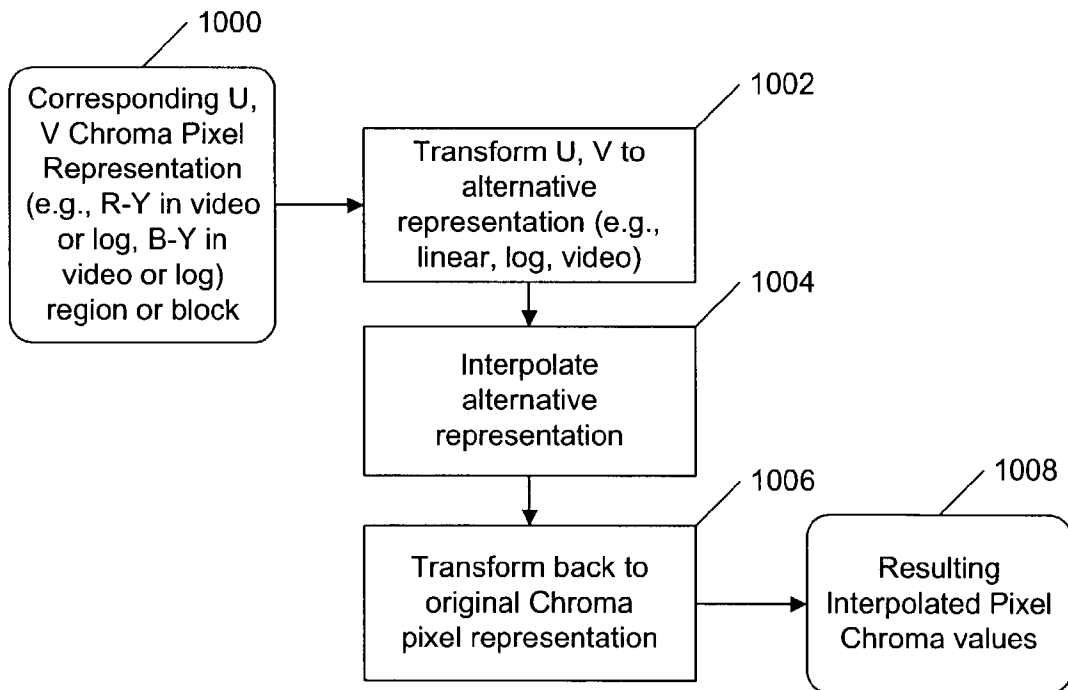 1000
Corresponding U,
V Chroma Pixel
Representation
(e.g., R-Y in video
or log, B-Y in
video or log)
region or block
1002
Transform U, V to
alternative
representation (e.g.,
linear, log, video)
1004
Interpolate
alternative
representation
1006
Transform back to
original Chroma
pixel representation
1008
Resulting
Interpolated Pixel
Chroma values